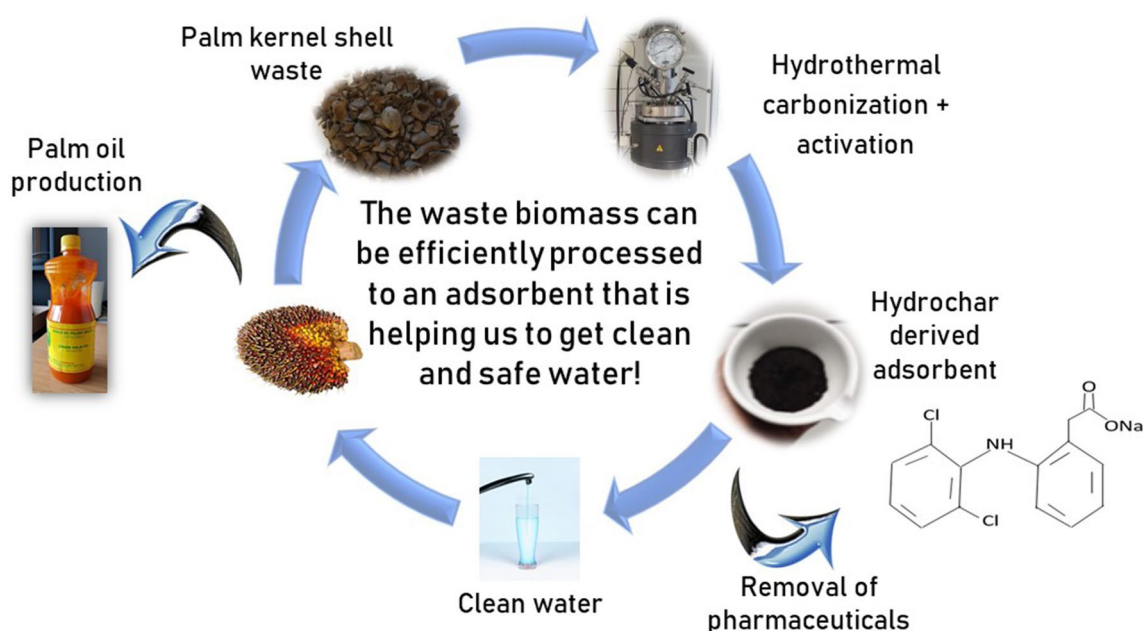 Palm kernel shell
waste
Hydrothermal
carbonization +
activation
Palm oil
production
The waste biomass can
be efficiently processed
to an adsorbent that is
helping us to get clean
and safe water!
Hydrochar
derived
adsorbent
Cl
NH
O
ONa
Cl
Clean water
Removal of
pharmaceuticals